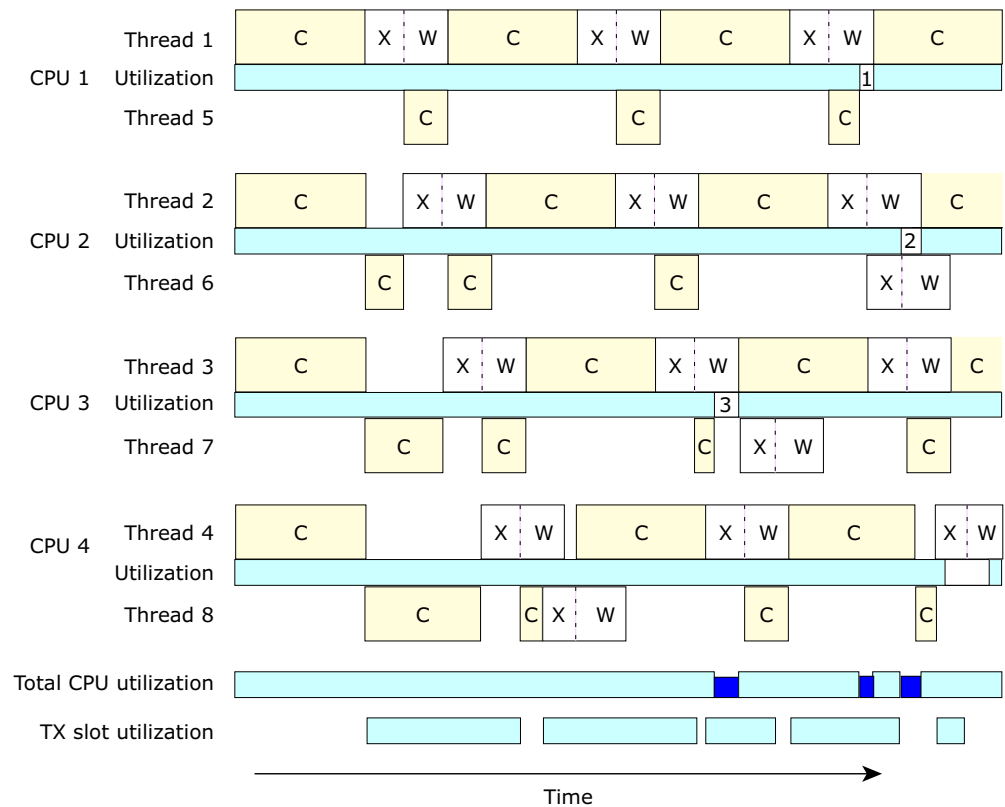 Thread 1 C X W C X W C X W C
CPU 1 Utilization 1
Thread 5 C C C
Thread 2 C X W C X W C X W C
CPU 2 Utilization 2
Thread 6 C C C X W
Thread 3 C X W C X W C X W C
CPU 3 Utilization 3
Thread 7 C C C X W C
Thread 4 C X W C X W C X W
CPU 4
Utilization
Thread 8 C C X W C C
Total CPU utilization
TX slot utilization
Time